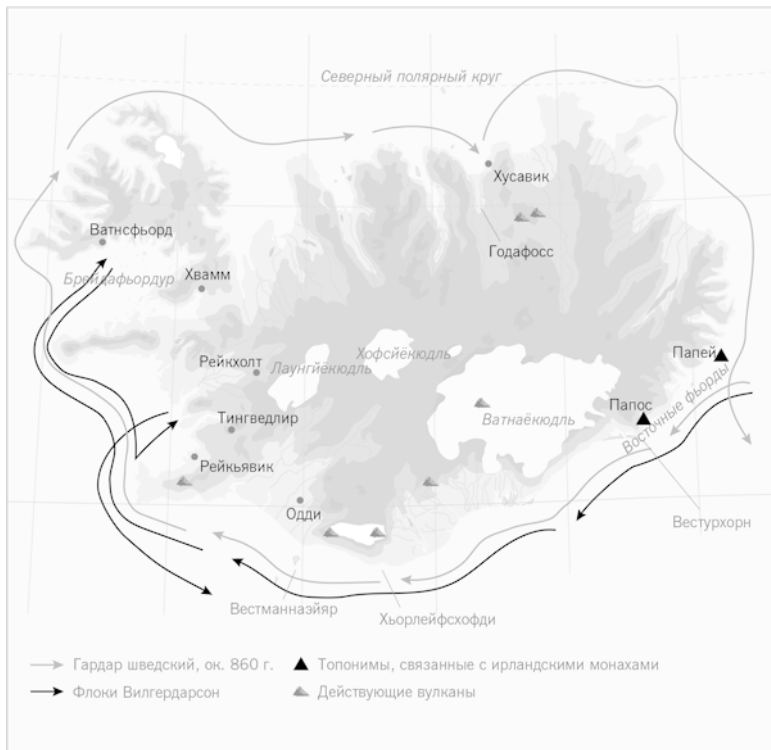 Северный полярный круг
Хусавик
Ватнсфьорд
Годафосс
Брейдафьордур
Хвамм
Хофсйёкюдль
Папей
Рейкхолт
Лаунгйёкюдль
Восточные фьорды
Папос
Тингведлир
Ватнаёкюдль
Рейкьявик
Одди
Вестурхорн
Вестманнаэйяр
Хьорлейфсхофди
Гардар шведский, ок. 860 г.
Топонимы, связанные с ирландскими монахами
Флоки Вилгердарсон
Действующие вулканы